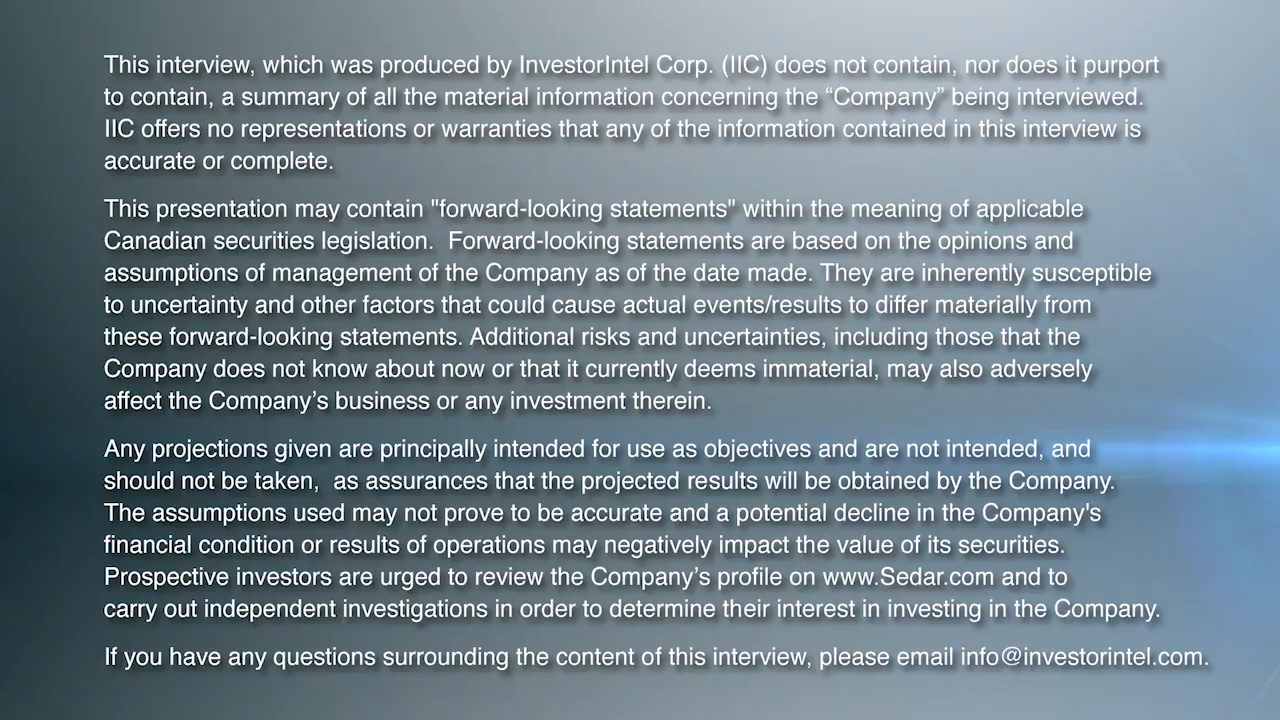 This interview, which was produced by InvestorIntel Corp. (IIC) does not contain, nor does it purport
to contain, a summary of all the material information concerning the “Company” being interviewed.
IIC offers no representations or warranties that any of the information contained in this interview is
accurate or complete.
This presentation may contain "forward-looking statements" within the meaning of applicable
Canadian securities legislation.  Forward-looking statements are based on the opinions and
assumptions of management of the Company as of the date made. They are inherently susceptible
to uncertainty and other factors that could cause actual events/results to differ materially from
these forward-looking statements. Additional risks and uncertainties, including those that the
Company does not know about now or that it currently deems immaterial, may also adversely
affect the Company’s business or any investment therein.
Any projections given are principally intended for use as objectives and are not intended, and
should not be taken,  as assurances that the projected results will be obtained by the Company.
The assumptions used may not prove to be accurate and a potential decline in the Company's
financial condition or results of operations may negatively impact the value of its securities.
Prospective investors are urged to review the Company’s profile on www.Sedar.com and to
carry out independent investigations in order to determine their interest in investing in the Company.
If you have any questions surrounding the content of this interview, please email info@investorintel.com.